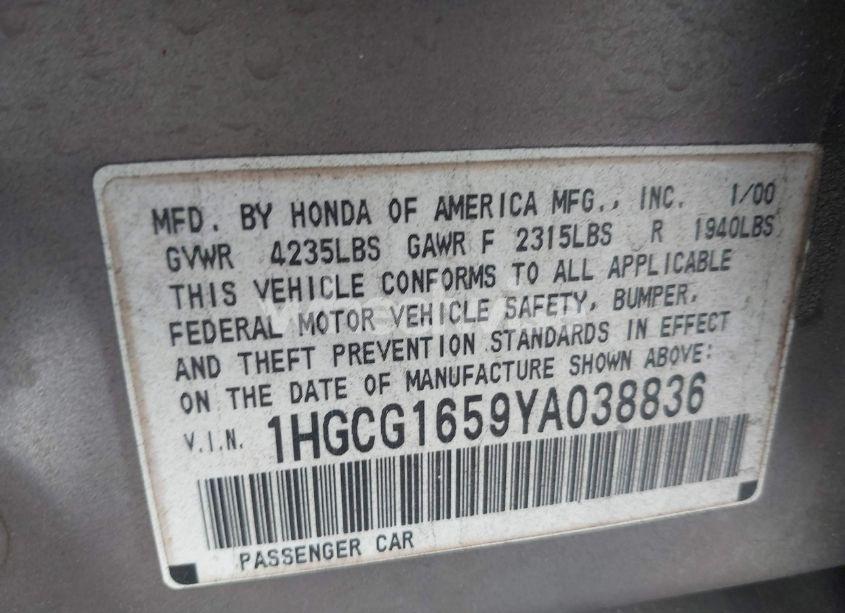 MFD. BY HONDA OF AMERICA MFG., INC. 1/00
GVWR 4235LBS GAWR F 2315LBS R 1940LBS
THIS VEHICLE CONFORMS TO ALL APPLICABLE
FEDERAL MOTOR VEHICLE SAFETY, BUMPER,
AND THEFT PREVENTION STANDARDS IN EFFECT
ON THE DATE OF MANUFACTURE SHOWN ABOVE:
V.I.N. 1HGCG1659YA038836
PASSENGER CAR